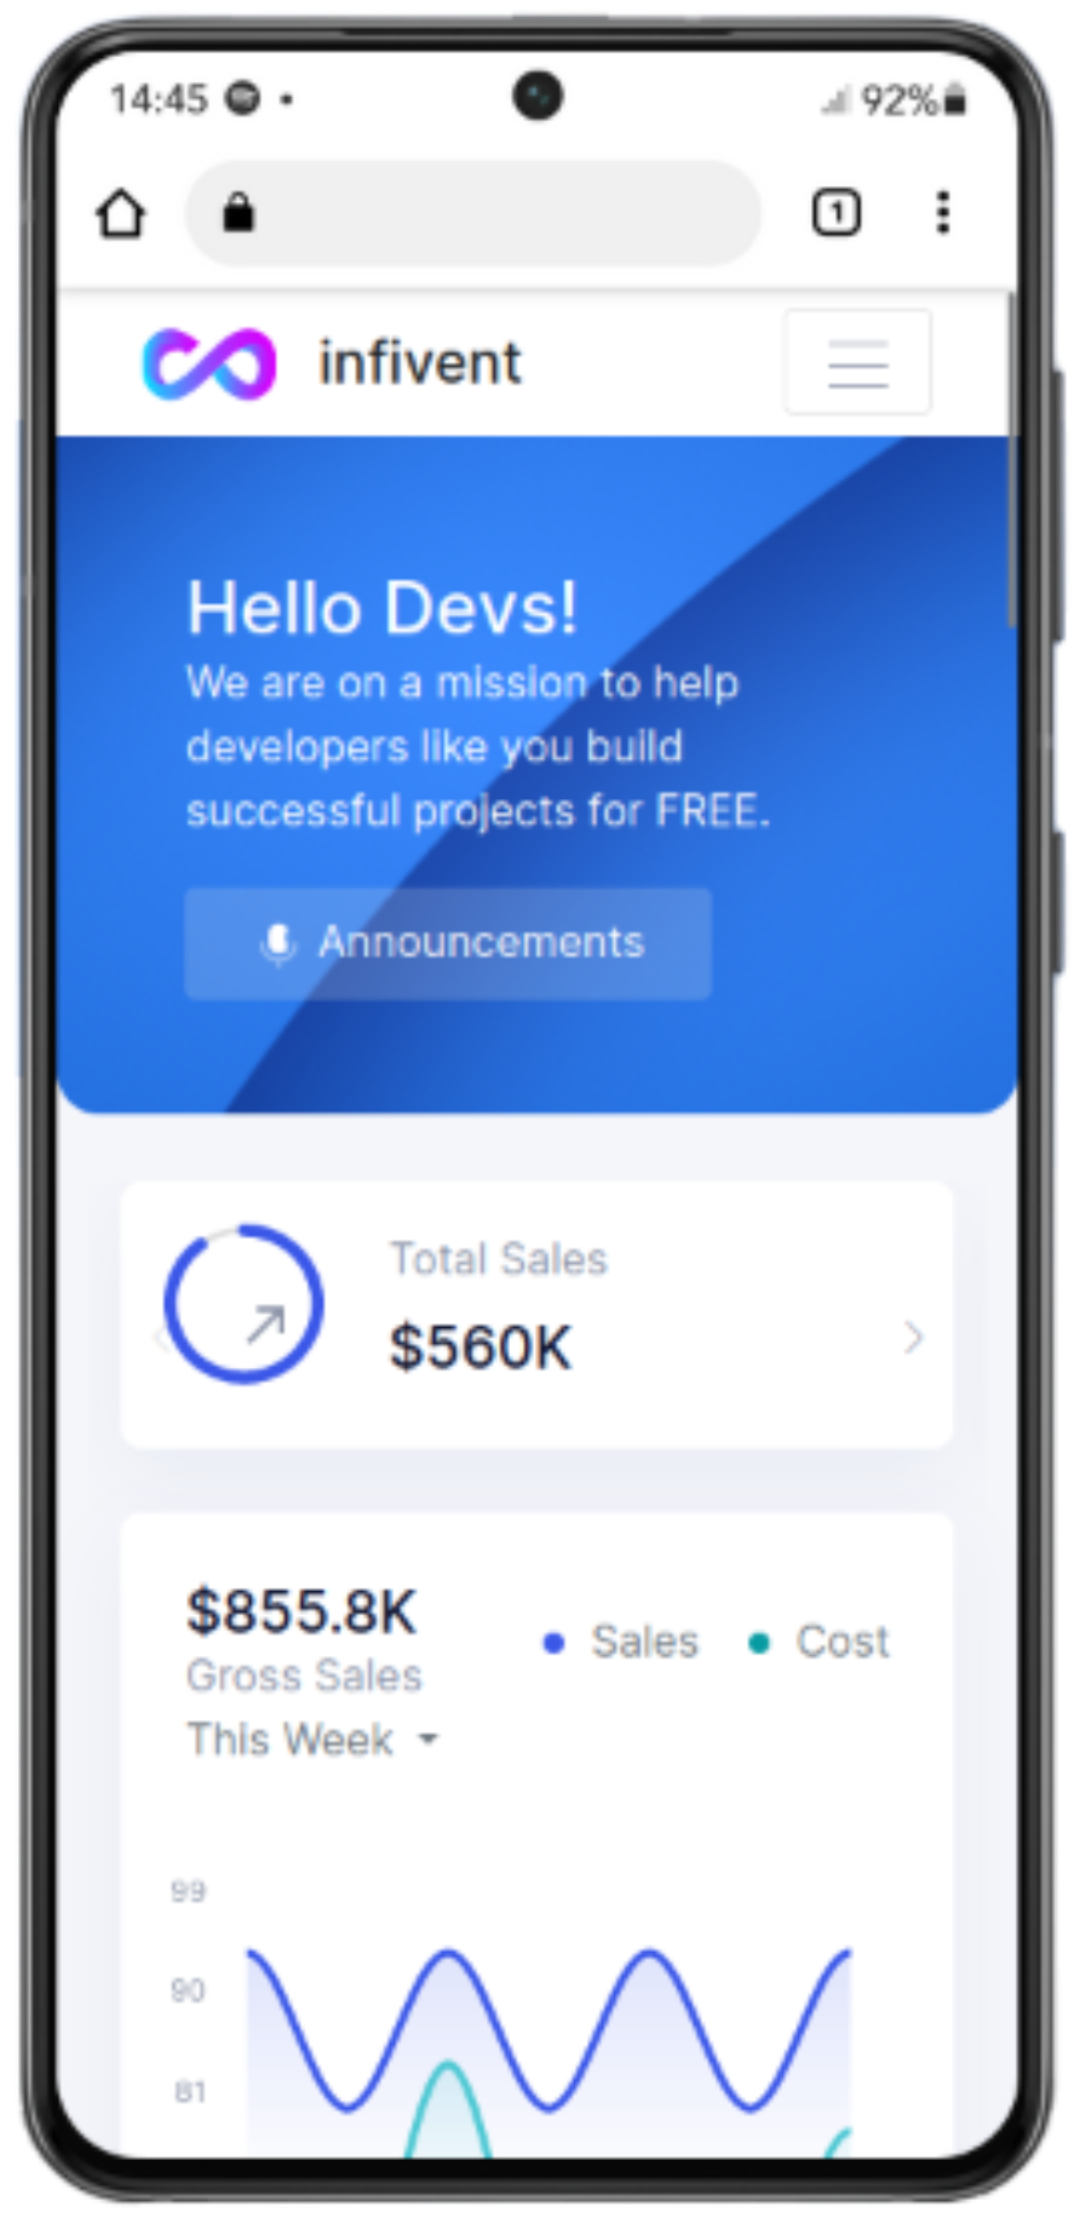 14:45
92%
1
infivent
Hello Devs!
We are on a mission to help
developers like you build
successful projects for FREE.
Announcements
Total Sales
$560K
$855.8K
Gross Sales
This Week
Sales
Cost
99
90
81